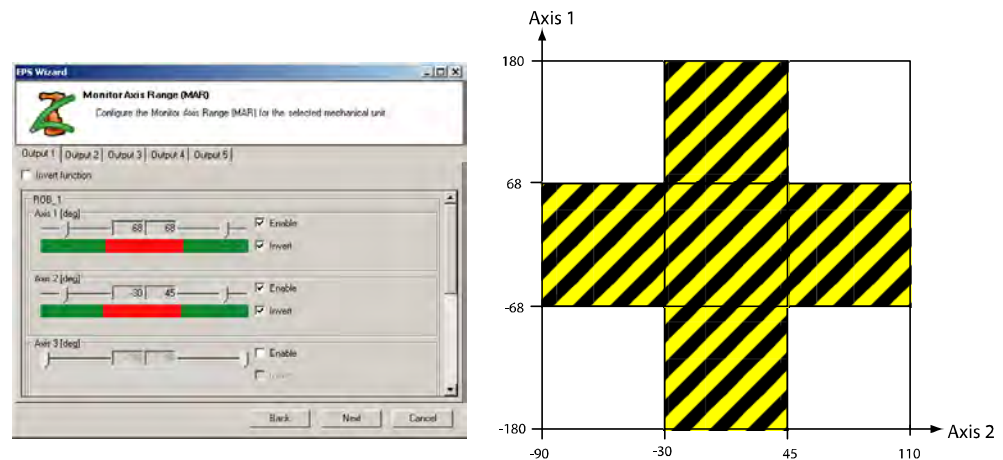 EPS Wizard
Monitor Axis Range (MAR)
Configure the Monitor Axis Range (MAR) for the selected mechanical unit
Output 1 Output 2 Output 3 Output 4 Output 5
Invert function
ROB_1
Axis 1 [deg]
68 68 Enable
Invert
Axis 2 [deg]
-30 45 Enable
Invert
Axis 3 [deg]
Enable
Back Next Cancel
Axis 1
180
68
-68
-180
Axis 2
-90 -30 45 110